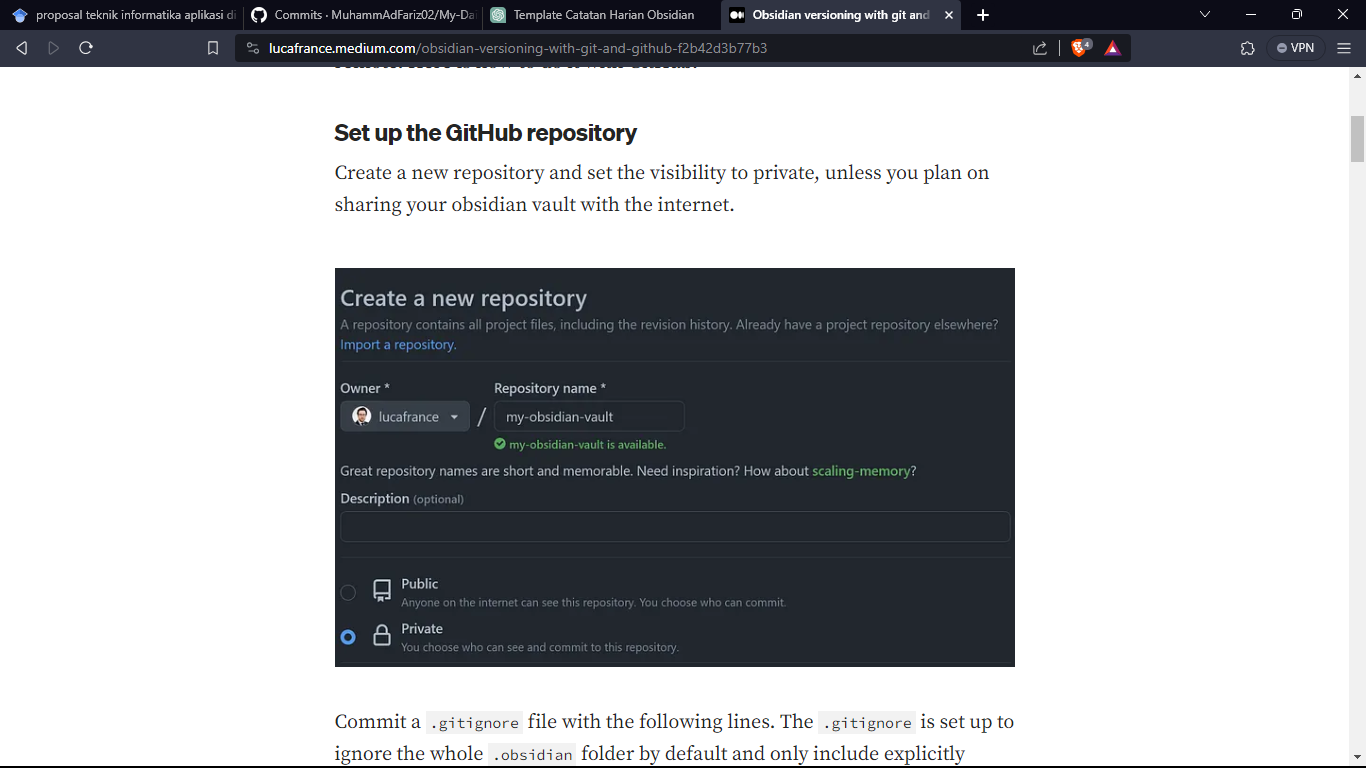 proposal teknik informatika aplikasi di
Commits · MuhammAdFariz02/My-Da
Template Catatan Harian Obsidian
Obsidian versioning with git and
lucafrance.medium.com/obsidian-versioning-with-git-and-github-f2b42d3b77b3
4
VPN
Set up the GitHub repository
Create a new repository and set the visibility to private, unless you plan on
sharing your obsidian vault with the internet.
Create a new repository
A repository contains all project files, including the revision history. Already have a project repository elsewhere?
Import a repository.
Owner *
Repository name *
lucafrance / my-obsidian-vault
my-obsidian-vault is available.
Great repository names are short and memorable. Need inspiration? How about scaling-memory?
Description (optional)
Public
Anyone on the internet can see this repository. You choose who can commit.
Private
You choose who can see and commit to this repository.
Commit a .gitignore file with the following lines. The .gitignore is set up to
ignore the whole .obsidian folder by default and only include explicitly